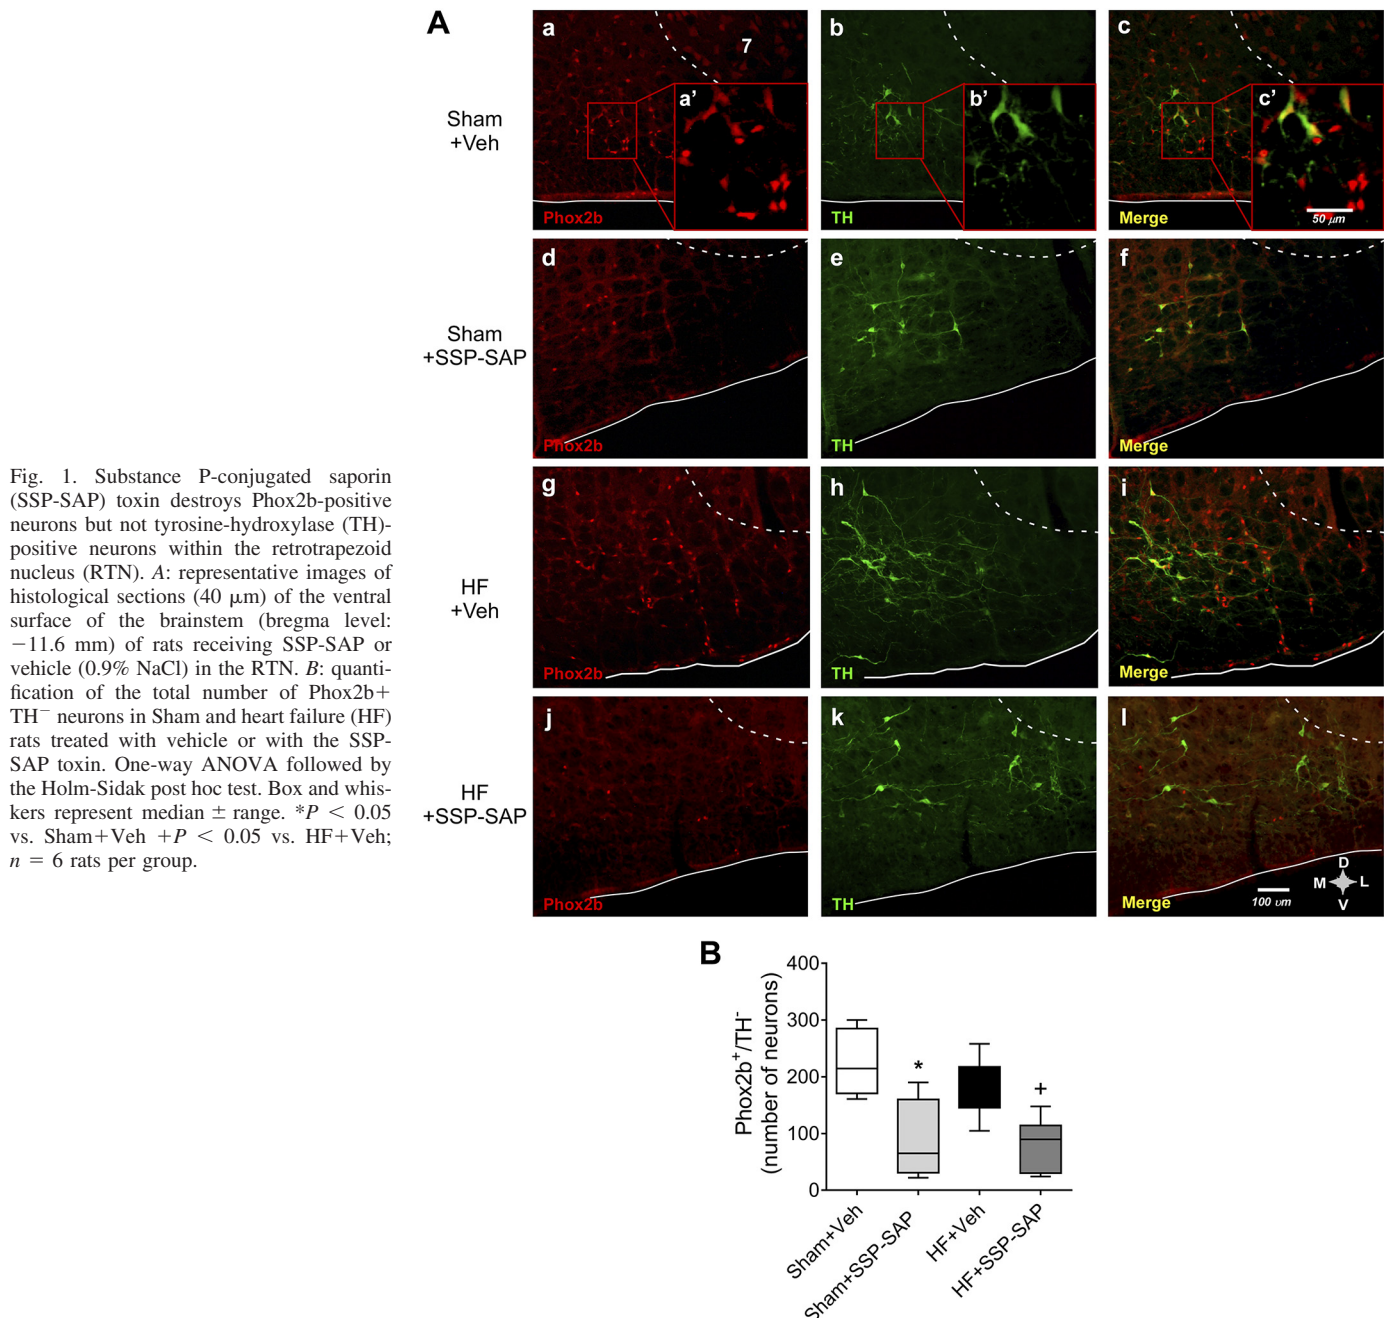 Fig. 1. Substance P-conjugated saporin
(SSP-SAP) toxin destroys Phox2b-positive
neurons but not tyrosine-hydroxylase (TH)-
positive neurons within the retrotrapezoid
nucleus (RTN). A: representative images of
histological sections (40 μm) of the ventral
surface of the brainstem (bregma level:
−11.6 mm) of rats receiving SSP-SAP or
vehicle (0.9% NaCl) in the RTN. B: quanti-
fication of the total number of Phox2b+
TH− neurons in Sham and heart failure (HF)
rats treated with vehicle or with the SSP-
SAP toxin. One-way ANOVA followed by
the Holm-Sidak post hoc test. Box and whis-
kers represent median ± range. *P < 0.05
vs. Sham+Veh +P < 0.05 vs. HF+Veh;
n = 6 rats per group.
A
Sham
+Veh
a
7
a’
Phox2b
b
b’
TH
c
c’
50 μm
Merge
Sham
+SSP-SAP
d
Phox2b
e
TH
f
Merge
HF
+Veh
g
Phox2b
h
TH
i
Merge
HF
+SSP-SAP
j
Phox2b
k
TH
l
Merge
100 υm
D
M L
V
B
Phox2b+/TH-
(number of neurons)
400
300
200
100
0
*
+
Sham+Veh
Sham+SSP-SAP
HF+Veh
HF+SSP-SAP